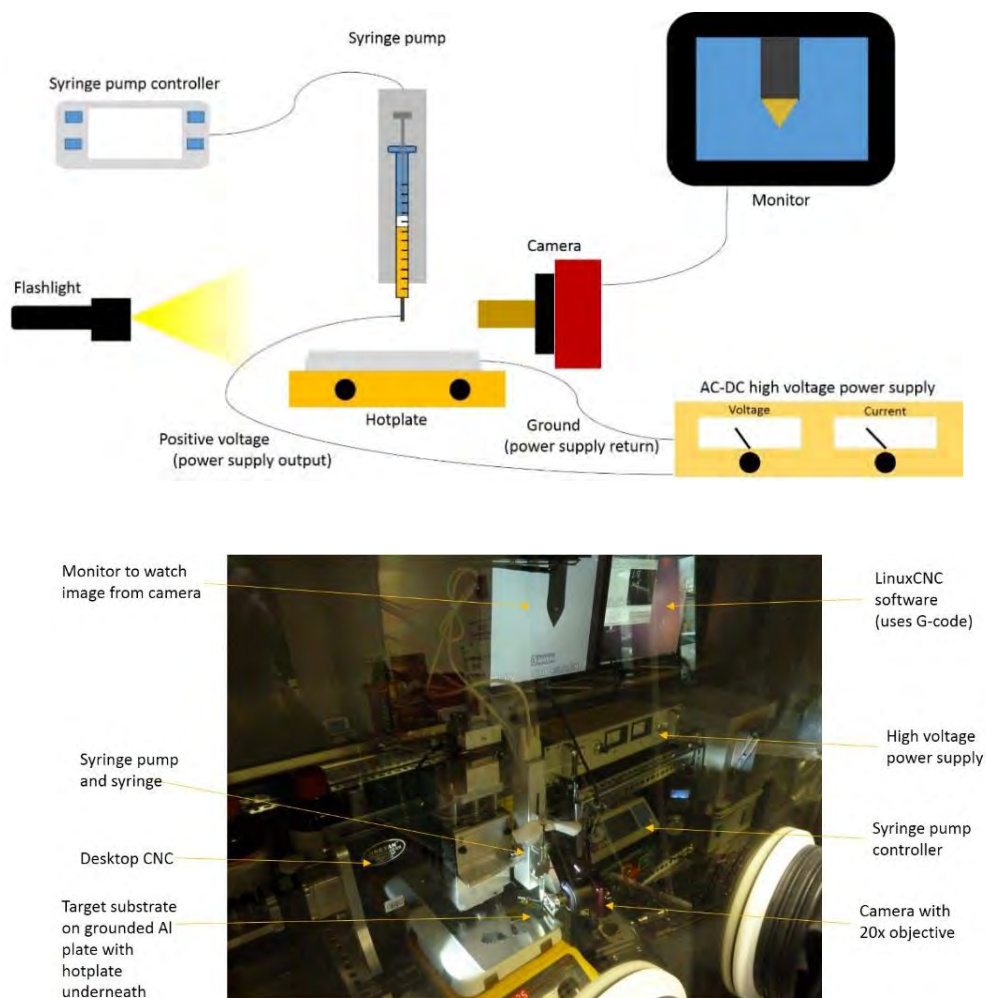 Syringe pump
Syringe pump controller
Monitor
Camera
Flashlight
AC-DC high voltage power supply
Voltage
Current
Hotplate
Ground
(power supply return)
Positive voltage
(power supply output)
Monitor to watch
image from camera
LinuxCNC
software
(uses G-code)
High voltage
power supply
Syringe pump
and syringe
Syringe pump
controller
Desktop CNC
Target substrate
on grounded Al
plate with
hotplate
underneath
Camera with
20x objective